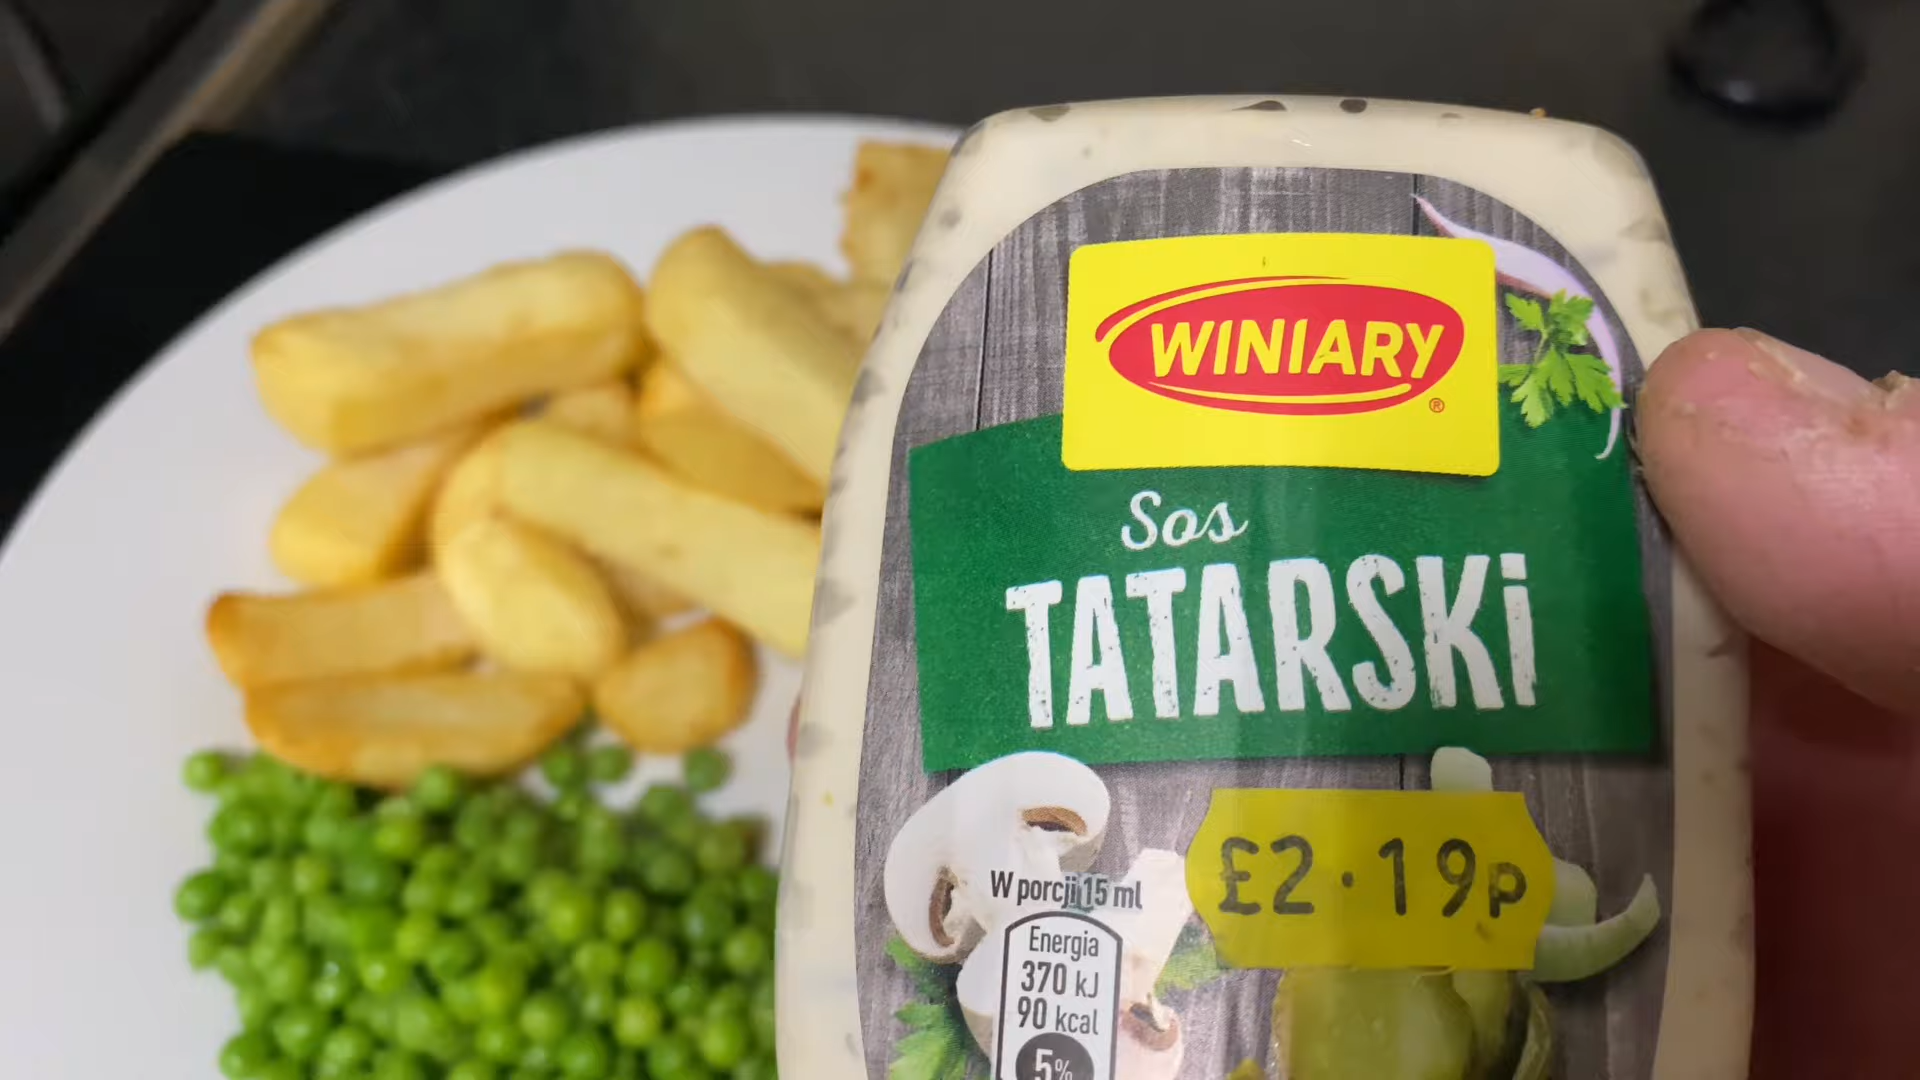 WINIARY
®
Sos
TATARSKi
£2.19p
W porcji 15 ml
Energia
370 kJ
90 kcal
5%